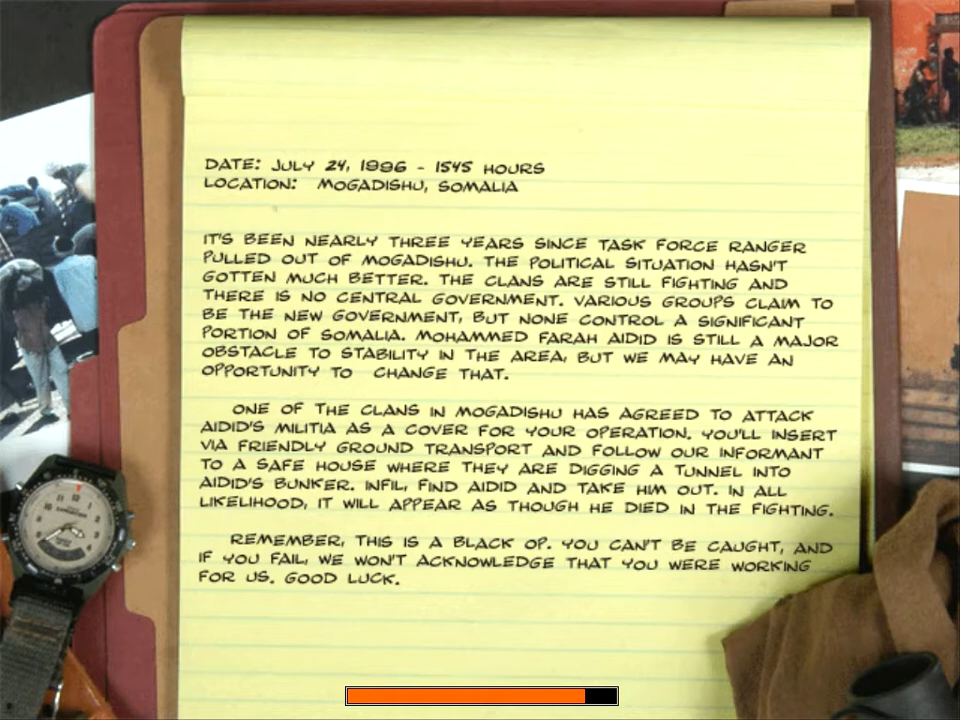 DATE: JULY 24, 1996 - 1545 HOURS
LOCATION: MOGADISHU, SOMALIA
IT'S BEEN NEARLY THREE YEARS SINCE TASK FORCE RANGER
PULLED OUT OF MOGADISHU. THE POLITICAL SITUATION HASN'T
GOTTEN MUCH BETTER. THE CLANS ARE STILL FIGHTING AND
THERE IS NO CENTRAL GOVERNMENT. VARIOUS GROUPS CLAIM TO
BE THE NEW GOVERNMENT, BUT NONE CONTROL A SIGNIFICANT
PORTION OF SOMALIA. MOHAMMED FARAH AIDID IS STILL A MAJOR
OBSTACLE TO STABILITY IN THE AREA, BUT WE MAY HAVE AN
OPPORTUNITY TO CHANGE THAT.
ONE OF THE CLANS IN MOGADISHU HAS AGREED TO ATTACK
AIDID'S MILITIA AS A COVER FOR YOUR OPERATION. YOU'LL INSERT
VIA FRIENDLY GROUND TRANSPORT AND FOLLOW OUR INFORMANT
TO A SAFE HOUSE WHERE THEY ARE DIGGING A TUNNEL INTO
AIDID'S BUNKER. INFIL, FIND AIDID AND TAKE HIM OUT. IN ALL
LIKELIHOOD, IT WILL APPEAR AS THOUGH HE DIED IN THE FIGHTING.
REMEMBER, THIS IS A BLACK OP. YOU CAN'T BE CAUGHT, AND
IF YOU FAIL, WE WON'T ACKNOWLEDGE THAT YOU WERE WORKING
FOR US. GOOD LUCK.